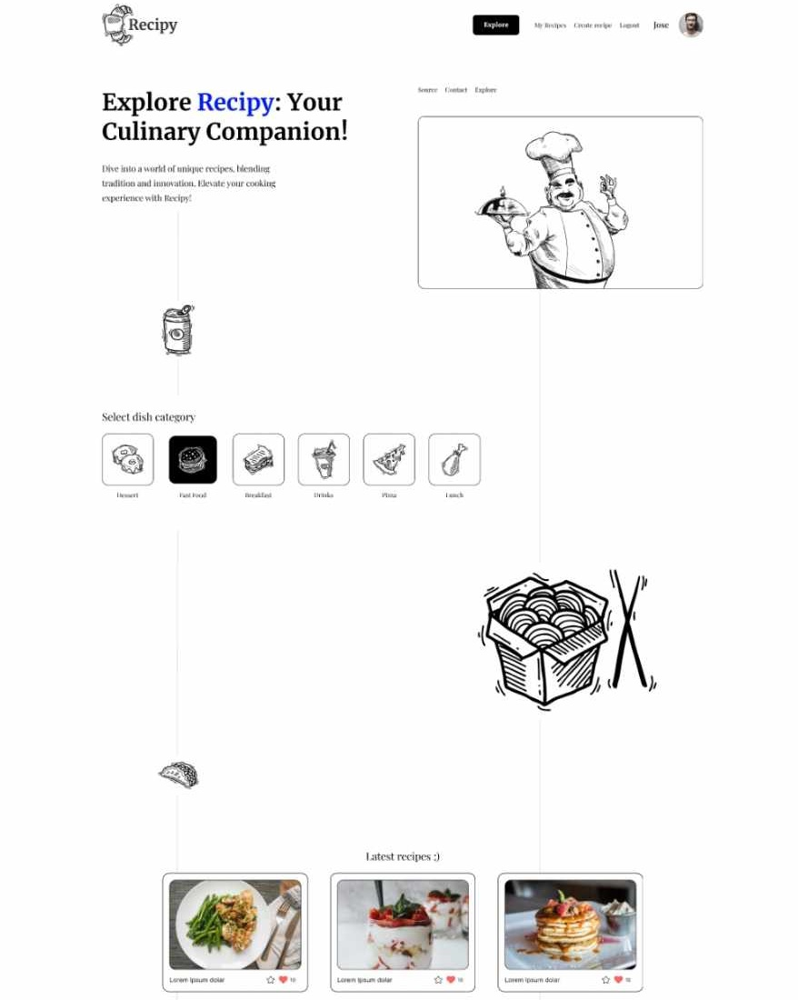 Recipy
Explore
My Recipes
Create recipe
Logout
Jose
Explore Recipy: Your
Culinary Companion!
Source
Contact
Explore
Dive into a world of unique recipes, blending
tradition and innovation. Elevate your cooking
experience with Recipy!
Select dish category
Dessert
Fast Food
Breakfast
Drinks
Pizza
Lunch
Latest recipes ;)
Lorem ipsum dolar
10
Lorem ipsum dolar
10
Lorem ipsum dolar
10